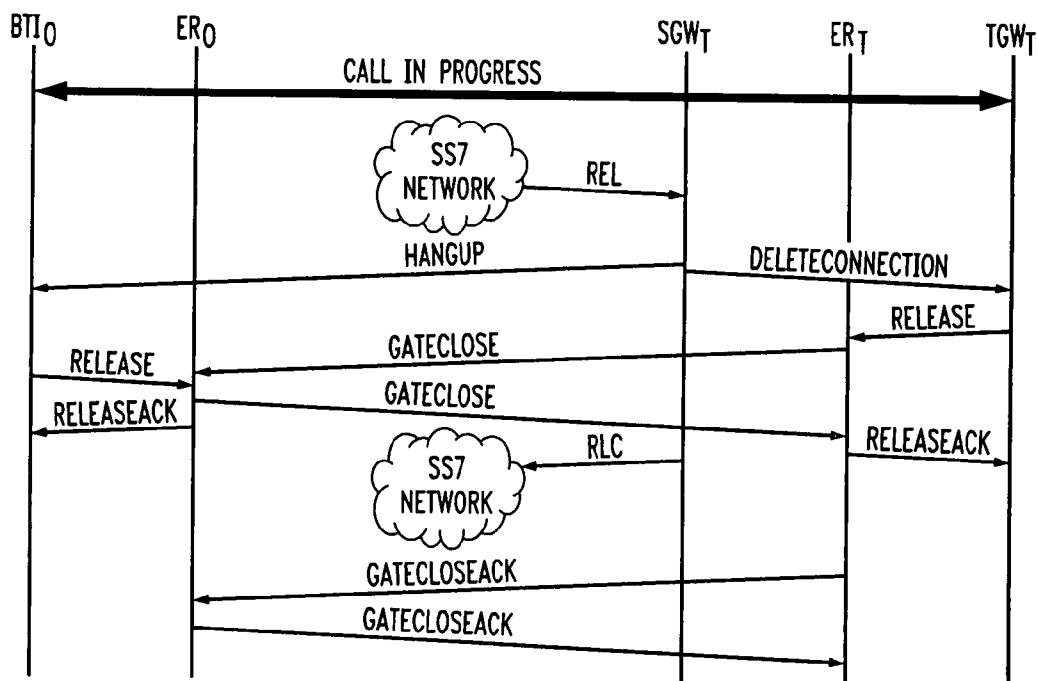 BTIO ERO SGWT ERT TGWT
CALL IN PROGRESS
SS7
NETWORK
REL
HANGUP
DELETECONNECTION
RELEASE
GATECLOSE
RELEASE
GATECLOSE
RELEASEACK
RELEASEACK
RLC
SS7
NETWORK
GATECLOSEACK
GATECLOSEACK